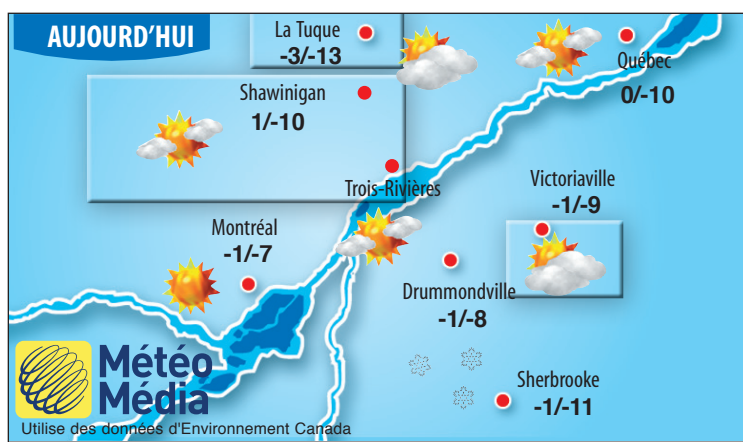 AUJOURD'HUI
La Tuque
-3/-13
Québec
0/-10
Shawinigan
1/-10
Trois-Rivières
Victoriaville
-1/-9
Montréal
-1/-7
Drummondville
-1/-8
Sherbrooke
-1/-11
Météo
Média
Utilise des données d'Environnement Canada